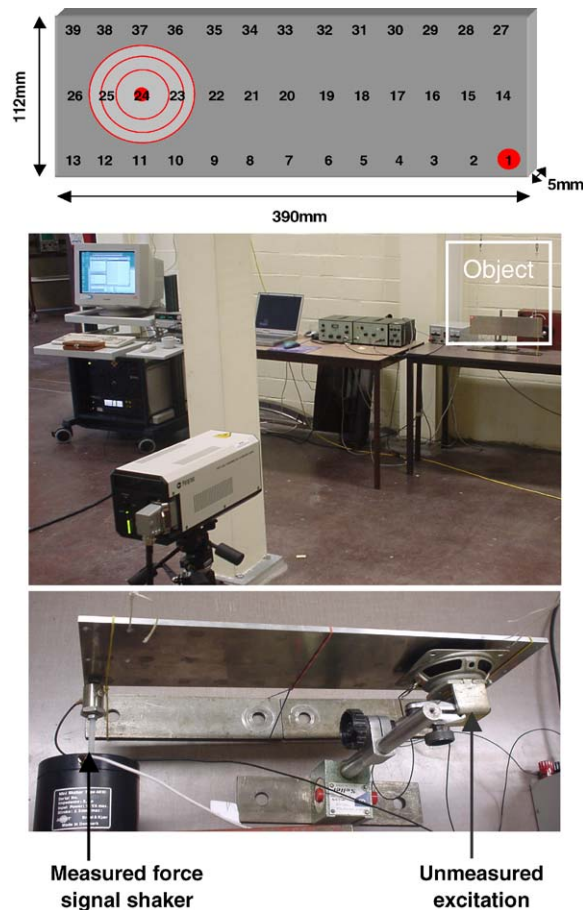 39 38 37 36 35 34 33 32 31 30 29 28 27
112mm
26 25 24 23 22 21 20 19 18 17 16 15 14
13 12 11 10 9 8 7 6 5 4 3 2 1
5mm
390mm
Object
Measured force
signal shaker
Unmeasured
excitation